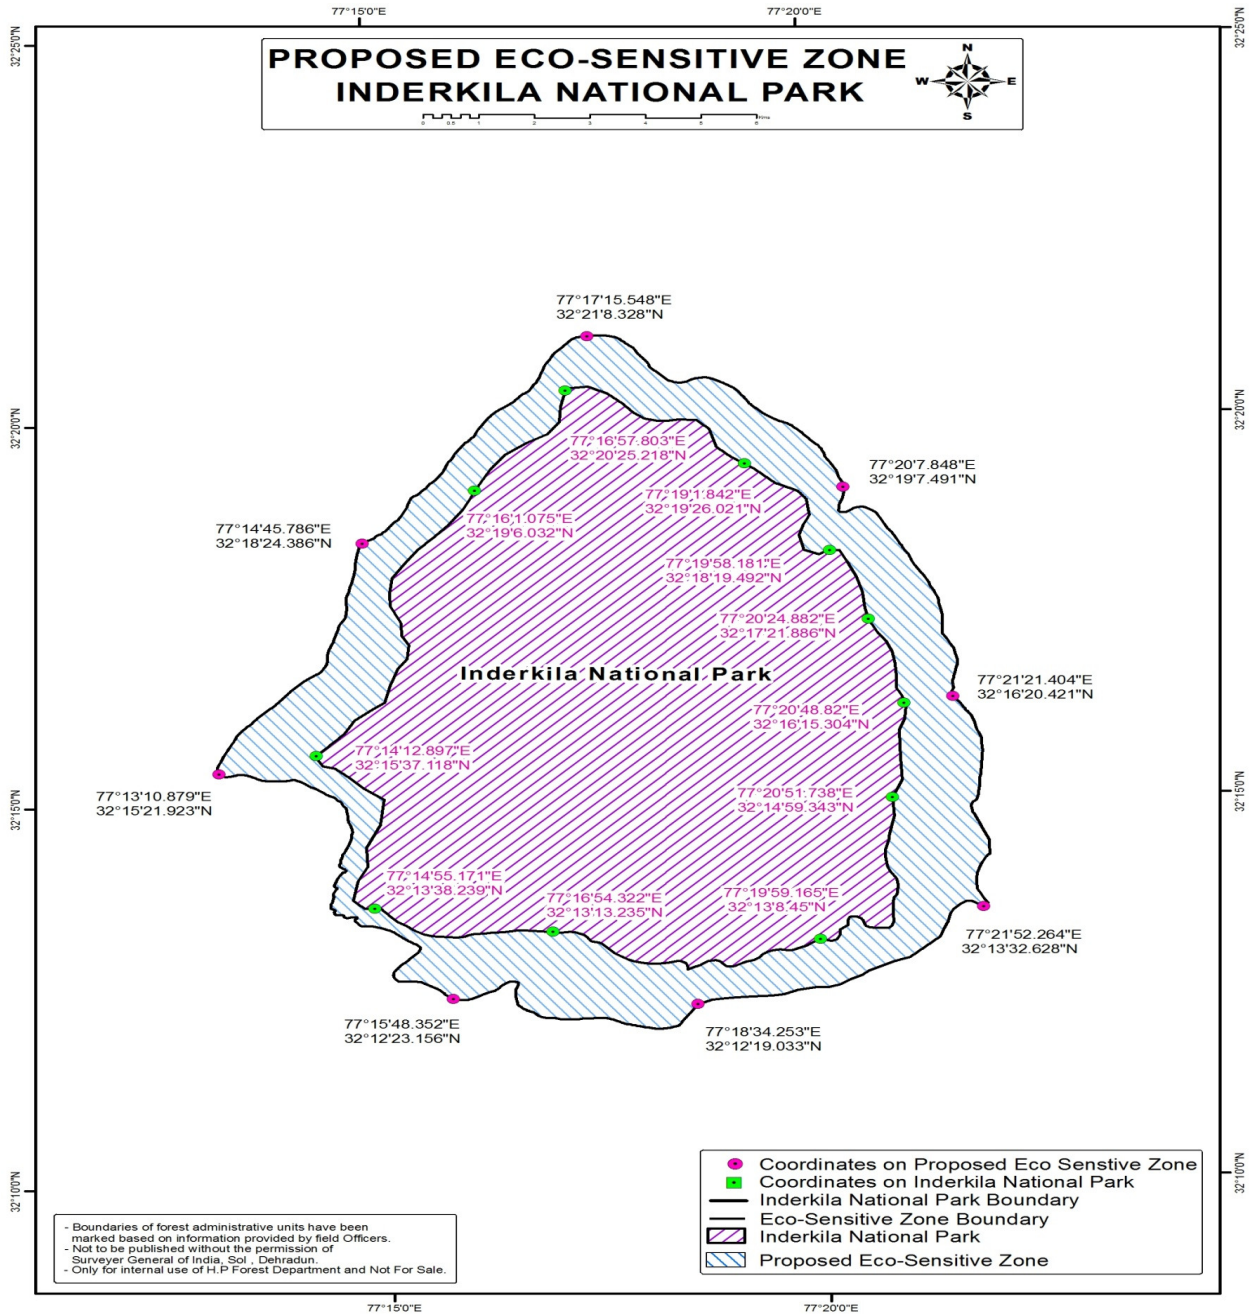 77°15'0"E
77°20'0"E
32°25'0"N
32°25'0"N
PROPOSED ECO-SENSITIVE ZONE
INDERKILA NATIONAL PARK
N
W
E
S
0 0.5 1 2 3 4 5 6
77°17'15.548"E
32°21'8.328"N
32°20'0"N
32°20'0"N
77°16'57.803"E
32°20'25.218"N
77°20'7.848"E
32°19'7.491"N
77°19'1.842"E
32°19'26.021"N
77°16'1.075"E
32°19'6.032"N
77°14'45.786"E
32°18'24.386"N
77°19'58.181"E
32°18'19.492"N
77°20'24.882"E
32°17'21.886"N
Inderkila National Park
77°21'21.404"E
32°16'20.421"N
77°20'48.82"E
32°16'15.304"N
77°14'12.897"E
32°15'37.118"N
77°13'10.879"E
32°15'21.923"N
77°20'51.738"E
32°14'59.343"N
32°15'0"N
32°15'0"N
77°14'55.171"E
32°13'38.239"N
77°16'54.322"E
32°13'13.235"N
77°19'59.165"E
32°13'8.45"N
77°21'52.264"E
32°13'32.628"N
77°15'48.352"E
32°12'23.156"N
77°18'34.253"E
32°12'19.033"N
32°10'0"N
32°10'0"N
Coordinates on Proposed Eco Senstive Zone
Coordinates on Inderkila National Park
Inderkila National Park Boundary
Eco-Sensitive Zone Boundary
Inderkila National Park
Proposed Eco-Sensitive Zone
- Boundaries of forest administrative units have been
marked based on information provided by field Officers.
- Not to be published without the permission of
Surveyer General of India, SoI , Dehradun.
- Only for internal use of H.P Forest Department and Not For Sale.
77°15'0"E
77°20'0"E